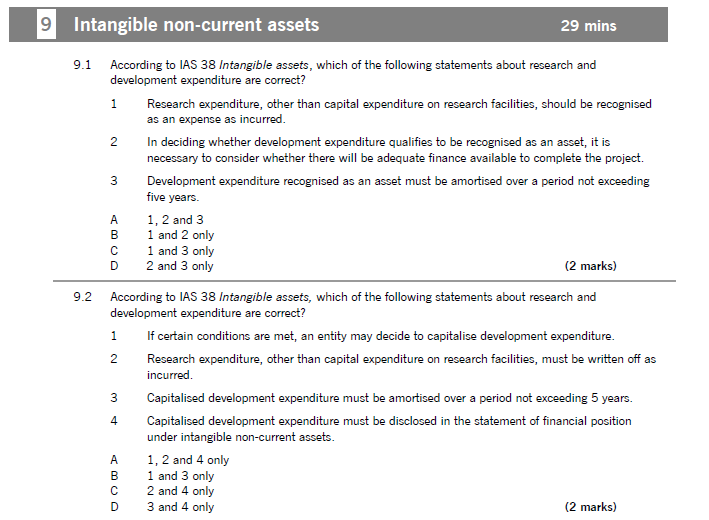 9 Intangible non-current assets 29 mins
9.1 According to IAS 38 Intangible assets, which of the following statements about research and
development expenditure are correct?
1 Research expenditure, other than capital expenditure on research facilities, should be recognised
as an expense as incurred.
2 In deciding whether development expenditure qualifies to be recognised as an asset, it is
necessary to consider whether there will be adequate finance available to complete the project.
3 Development expenditure recognised as an asset must be amortised over a period not exceeding
five years.
A 1, 2 and 3
B 1 and 2 only
C 1 and 3 only
D 2 and 3 only (2 marks)
9.2 According to IAS 38 Intangible assets, which of the following statements about research and
development expenditure are correct?
1 If certain conditions are met, an entity may decide to capitalise development expenditure.
2 Research expenditure, other than capital expenditure on research facilities, must be written off as
incurred.
3 Capitalised development expenditure must be amortised over a period not exceeding 5 years.
4 Capitalised development expenditure must be disclosed in the statement of financial position
under intangible non-current assets.
A 1, 2 and 4 only
B 1 and 3 only
C 2 and 4 only
D 3 and 4 only (2 marks)